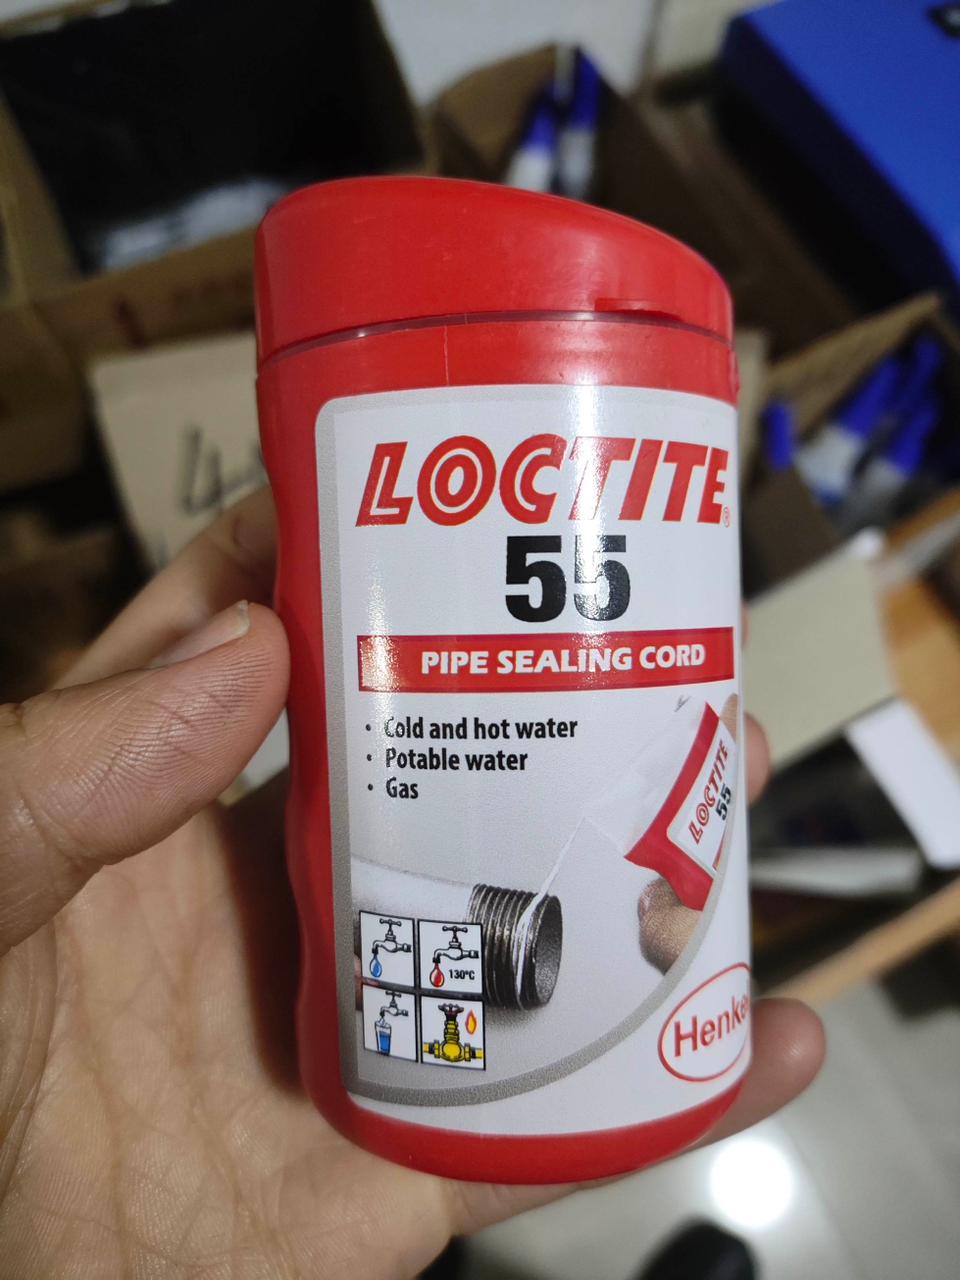 LOCTITE®
55
PIPE SEALING CORD
• Cold and hot water
• Potable water
• Gas
LOCTITE
55
130°C
Henkel